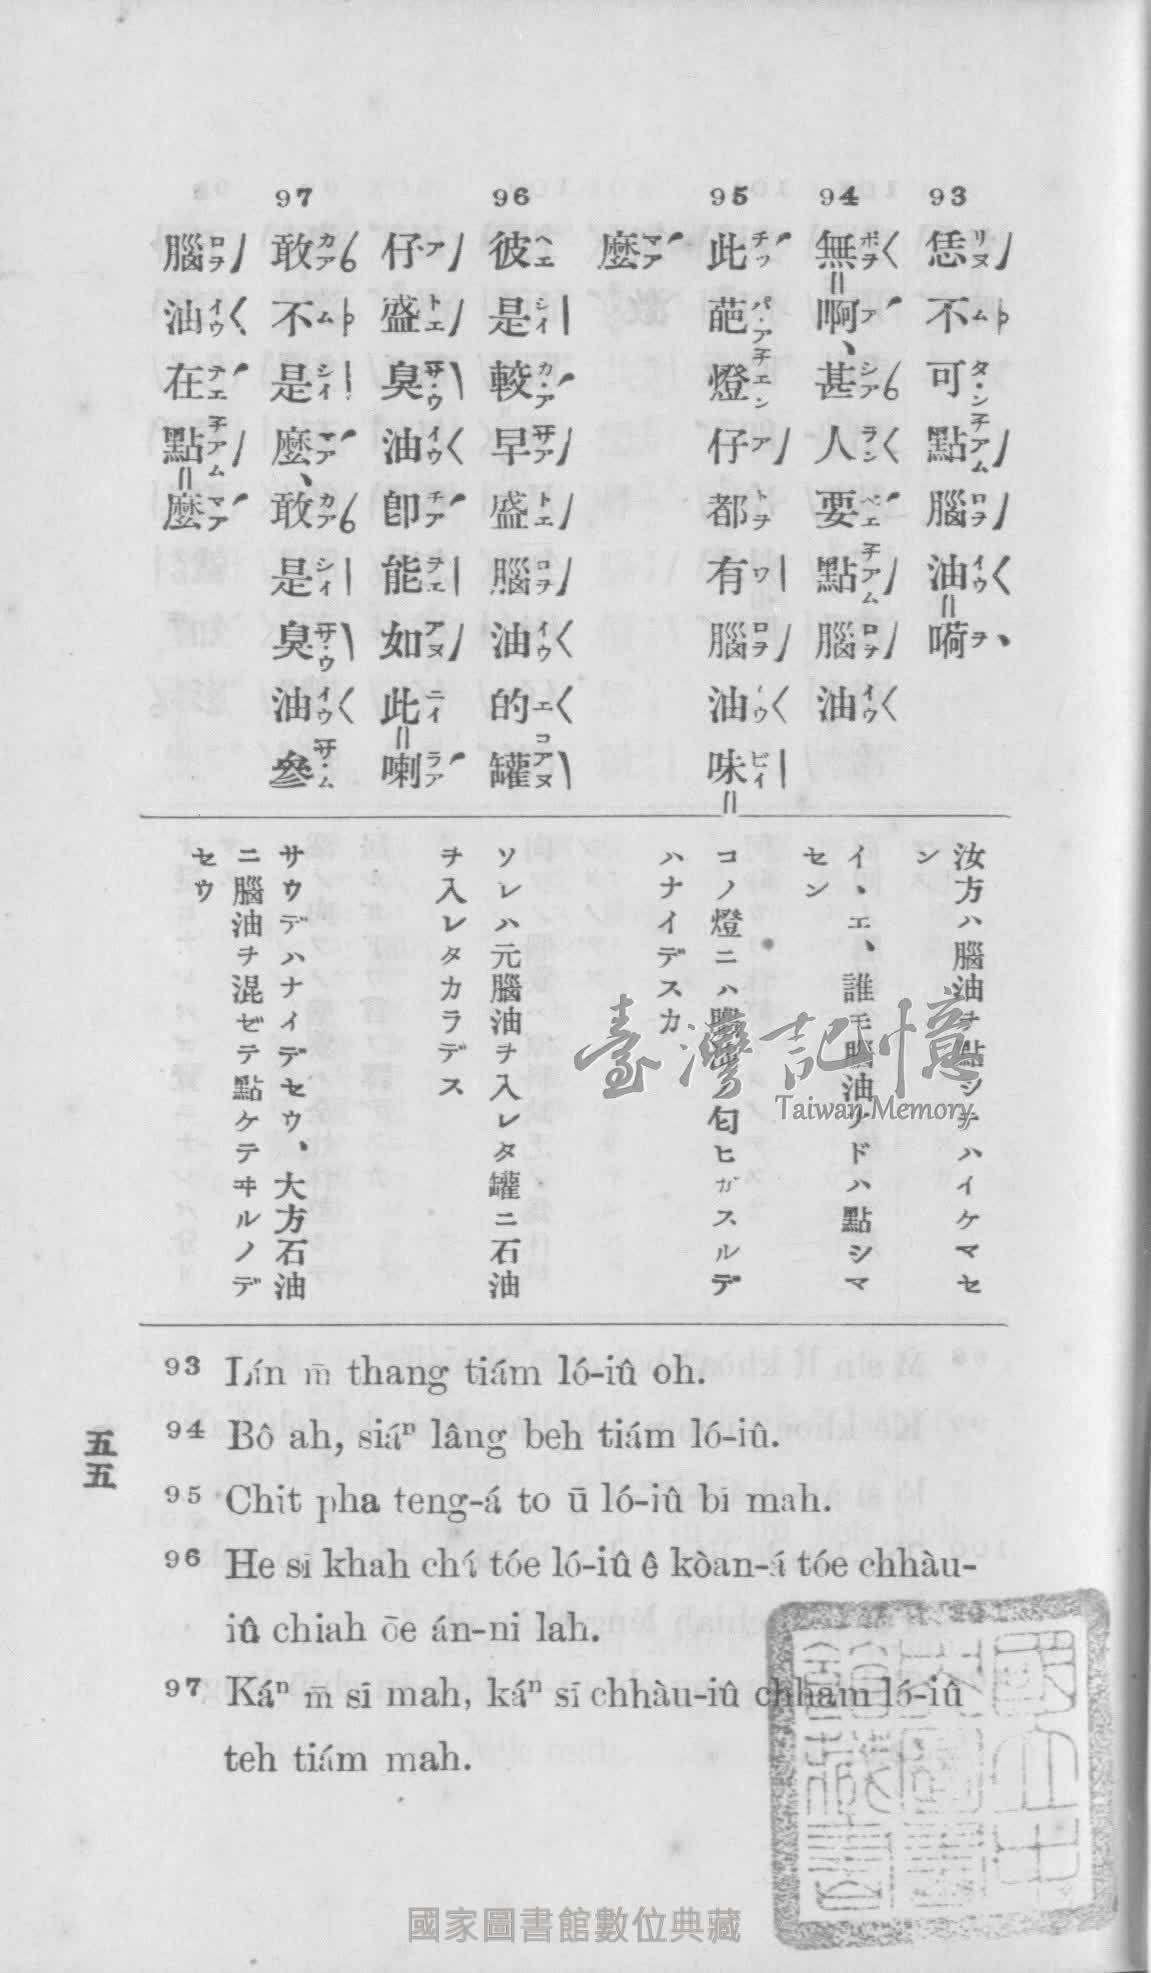 93
恁不可點腦油=嗬
94
無=啊、甚人要點腦油
95
此葩燈仔都有腦油味=
麼
96
彼是較早盛腦油的罐
仔盛臭油卽能如此=喇
97
敢不是麼、敢是臭油參
腦油在點=麼
汝方ハ腦油ヲ點シテハイケマセ
ン
イヽエ、誰モ腦油ナドハ點シマ
セン
コノ燈ニハ腦油ノ匂ヒガスルデ
ハナイデスカ
ソレハ元腦油ヲ入レタ罐ニ石油
ヲ入レタカラデス
サウデハナイデセウ、大方石油
ニ腦油ヲ混ゼテ點ケテヰルノデ
セウ
93 Lín m̄ thang tiám ló-iû oh.
94 Bô ah, siáⁿ lâng beh tiám ló-iû.
95 Chit pha teng-á to ū ló-iû bī mah.
96 He sī khah chá tóe ló-iû ê kòan-á tóe chhàu-
iû chiah ōe án-ni lah.
97 Káⁿ m̄ sī mah, káⁿ sī chhàu-iû chham ló-iû
teh tiám mah.
五五
臺灣記憶
Taiwan Memory
國家圖書館數位典藏